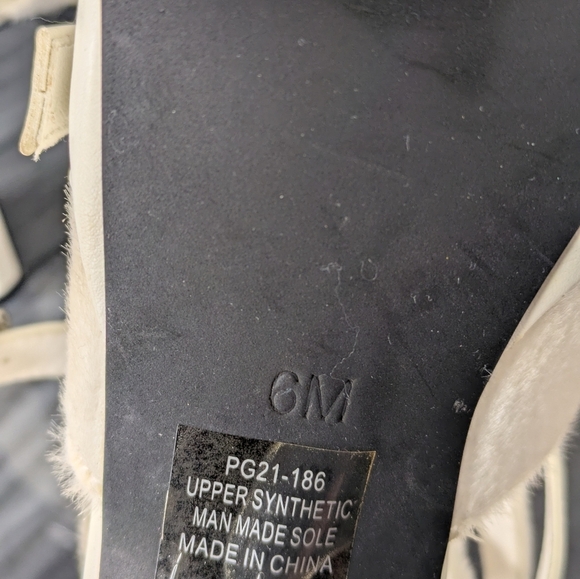 6M
PG21-186
UPPER SYNTHETIC
MAN MADE SOLE
MADE IN CHINA